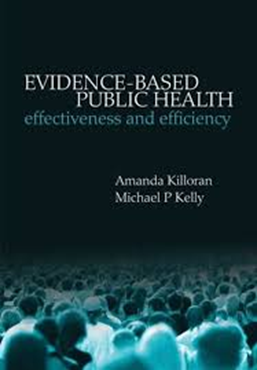 EVIDENCE-BASED
PUBLIC HEALTH
effectiveness and efficiency
Amanda Killoran
Michael P Kelly